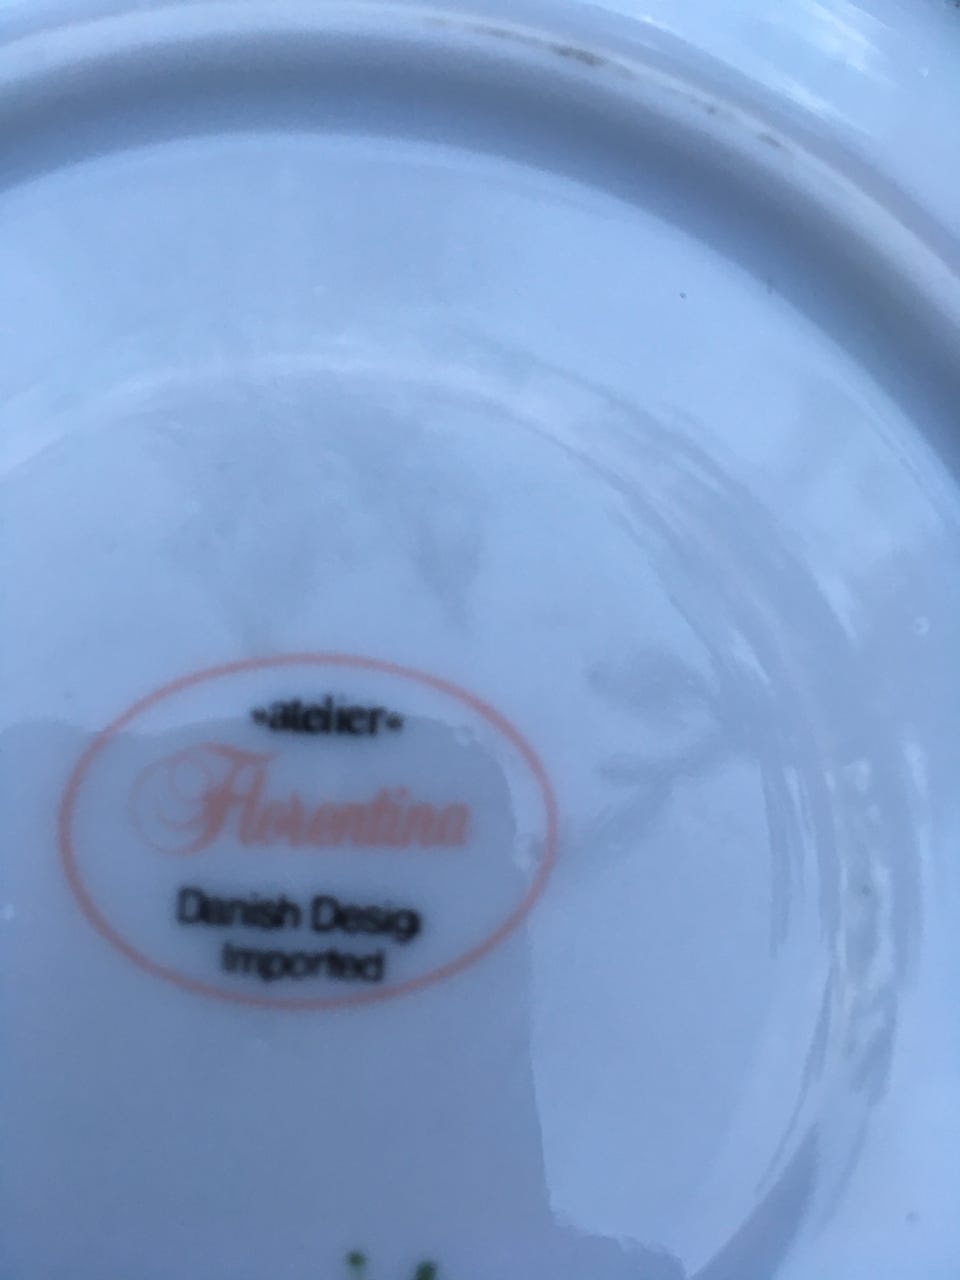 •atelier•
Florentina
Danish Desig
Imported